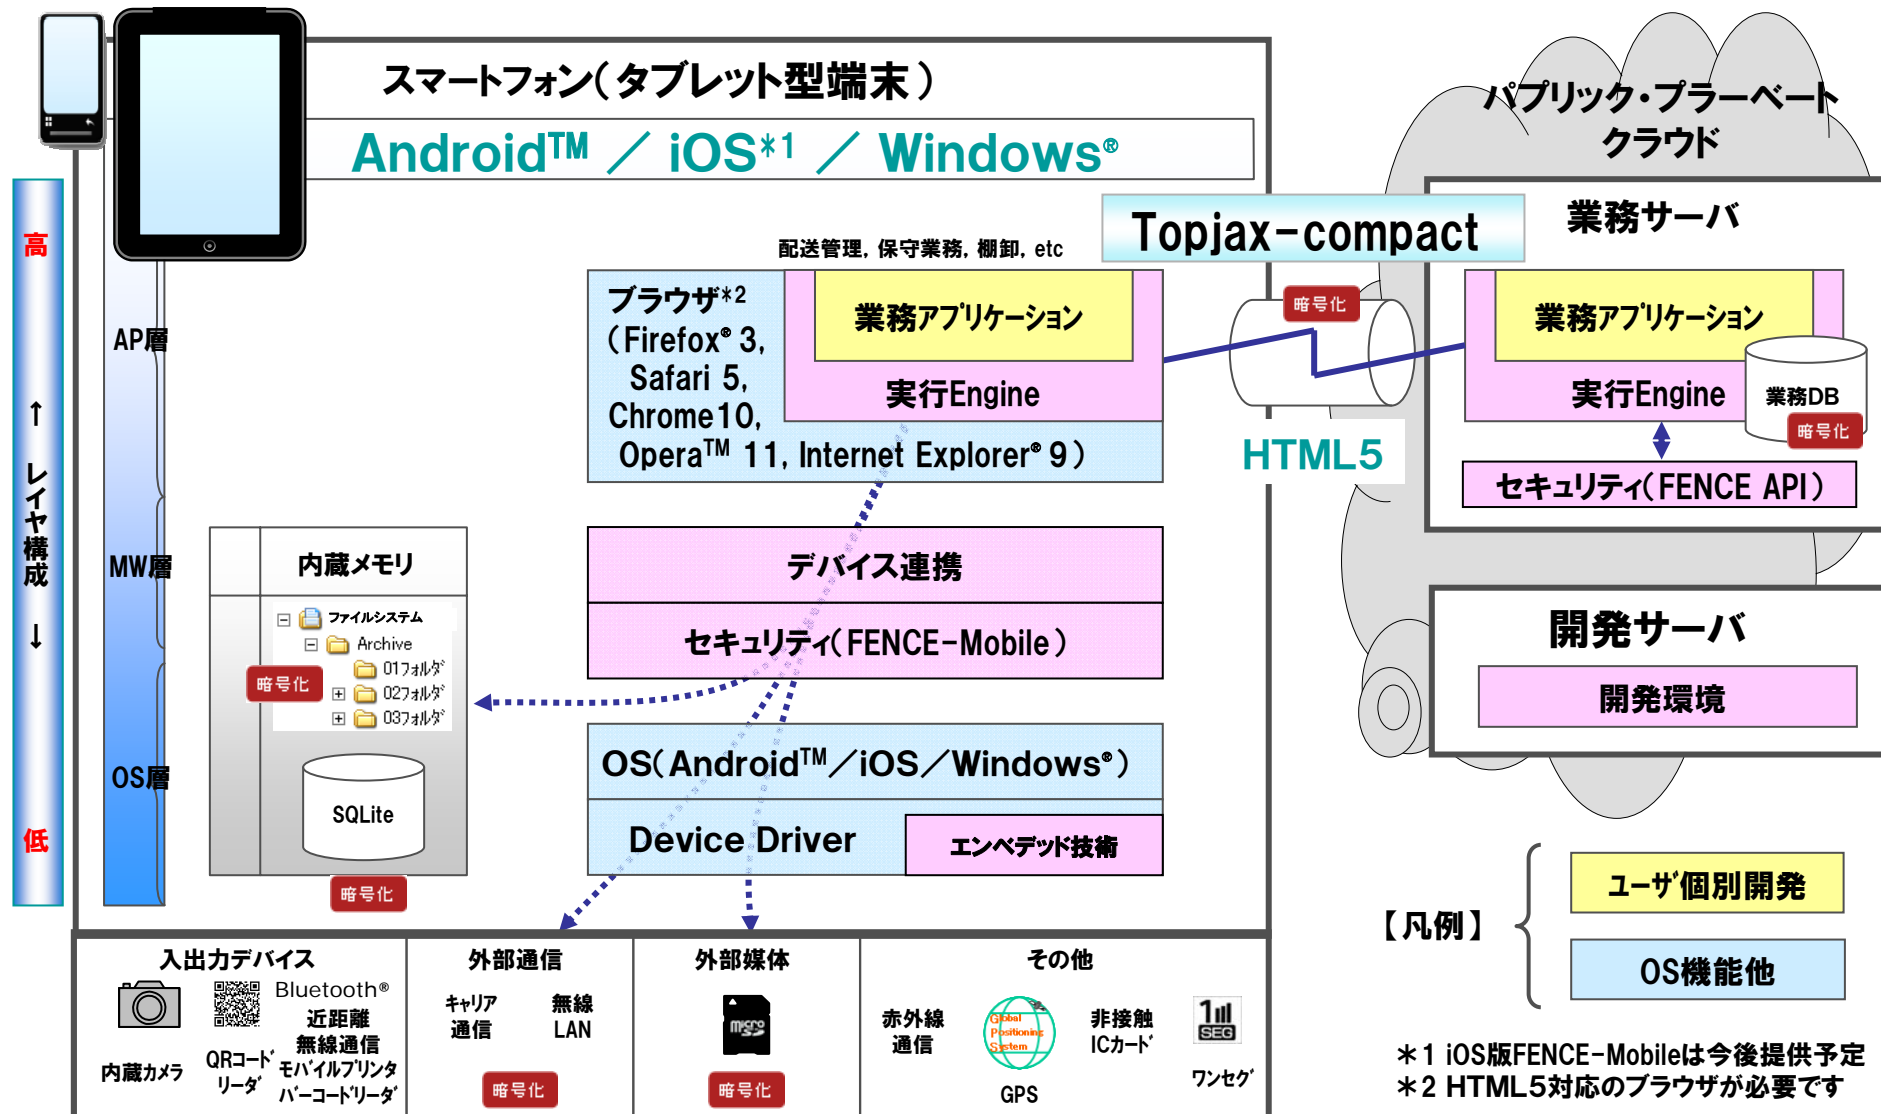 スマートフォン(タブレット型端末)
Android™ / iOS*1 / Windows®
パブリック・プラーベート
クラウド
高
↑
レイヤ構成
↓
低
AP層
MW層
OS層
配送管理, 保守業務, 棚卸, etc
Topjax-compact
ブラウザ*2
(Firefox® 3,
Safari 5,
Chrome10,
Opera™ 11, Internet Explorer® 9)
業務アプリケーション
実行Engine
暗号化
HTML5
業務サーバ
業務アプリケーション
実行Engine
業務DB
暗号化
セキュリティ(FENCE API)
内蔵メモリ
ファイルシステム
Archive
01フォルダ
02フォルダ
03フォルダ
暗号化
SQLite
暗号化
デバイス連携
セキュリティ(FENCE-Mobile)
OS(Android™/iOS/Windows®)
Device Driver
エンベデッド技術
開発サーバ
開発環境
入出力デバイス
内蔵カメラ
QRコード
リーダ
Bluetooth®
近距離
無線通信
モバイルプリンタ
バーコードリーダ
外部通信
キャリア
通信
無線
LAN
暗号化
外部媒体
micro
SD
暗号化
その他
赤外線
通信
Global
Positioning
System
GPS
非接触
ICカード
1
SEG
ワンセグ
【凡例】
ユーザ個別開発
OS機能他
*1 iOS版FENCE-Mobileは今後提供予定
*2 HTML5対応のブラウザが必要です